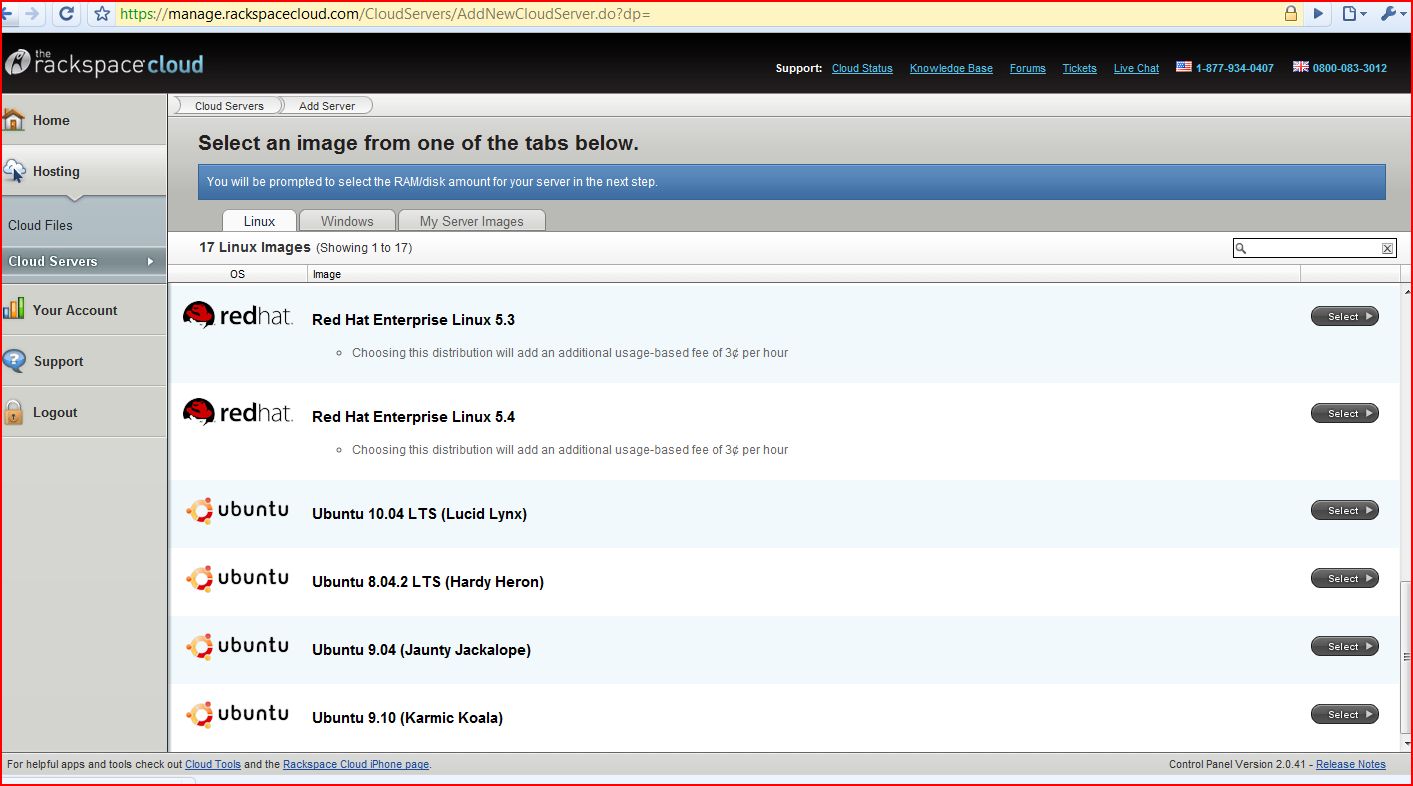 https://manage.rackspacecloud.com/CloudServers/AddNewCloudServer.do?dp=
the
rackspacecloud
Support: Cloud Status Knowledge Base Forums Tickets Live Chat 1-877-934-0407 0800-083-3012
Cloud Servers Add Server
Home
Hosting
Cloud Files
Cloud Servers
Your Account
Support
Logout
Select an image from one of the tabs below.
You will be prompted to select the RAM/disk amount for your server in the next step.
Linux Windows My Server Images
17 Linux Images (Showing 1 to 17)
OS Image
redhat. Red Hat Enterprise Linux 5.3 Select
Choosing this distribution will add an additional usage-based fee of 3¢ per hour
redhat. Red Hat Enterprise Linux 5.4 Select
Choosing this distribution will add an additional usage-based fee of 3¢ per hour
ubuntu Ubuntu 10.04 LTS (Lucid Lynx) Select
ubuntu Ubuntu 8.04.2 LTS (Hardy Heron) Select
ubuntu Ubuntu 9.04 (Jaunty Jackalope) Select
ubuntu Ubuntu 9.10 (Karmic Koala) Select
For helpful apps and tools check out Cloud Tools and the Rackspace Cloud iPhone page. Control Panel Version 2.0.41 - Release Notes